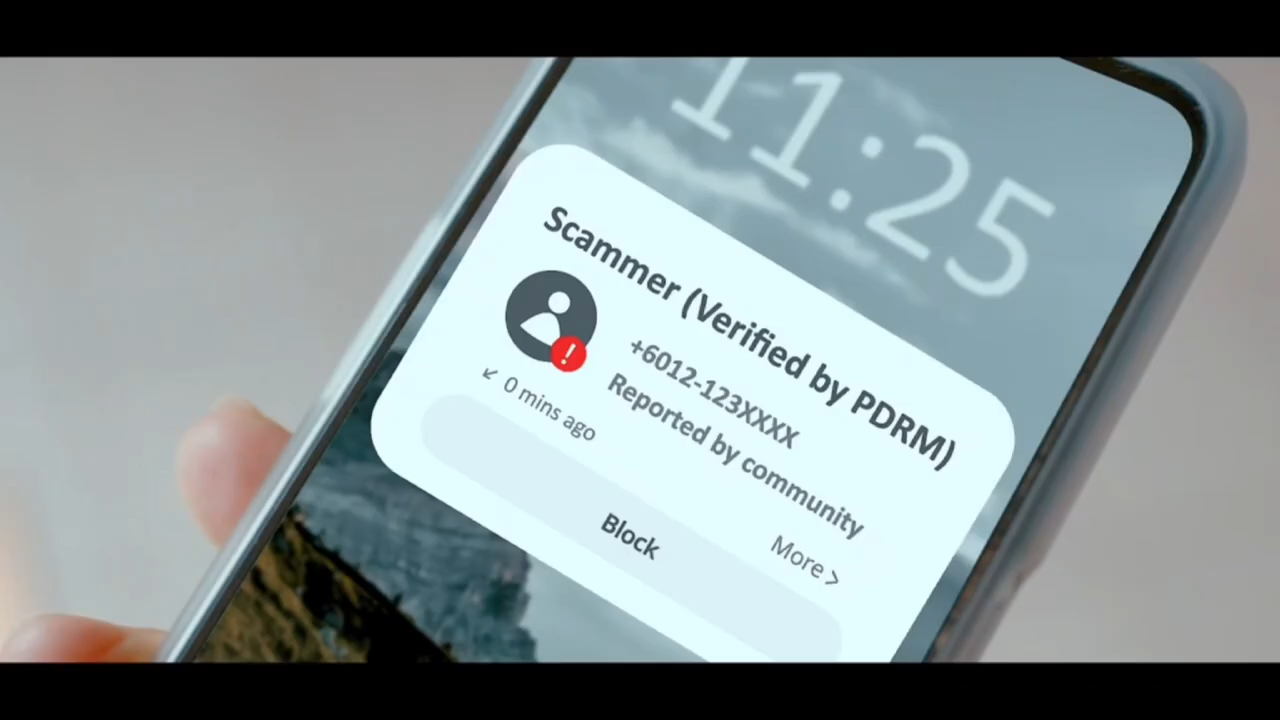 11:25
Scammer (Verified by PDRM)
+6012-123XXXX
Reported by community
0 mins ago
More >
Block